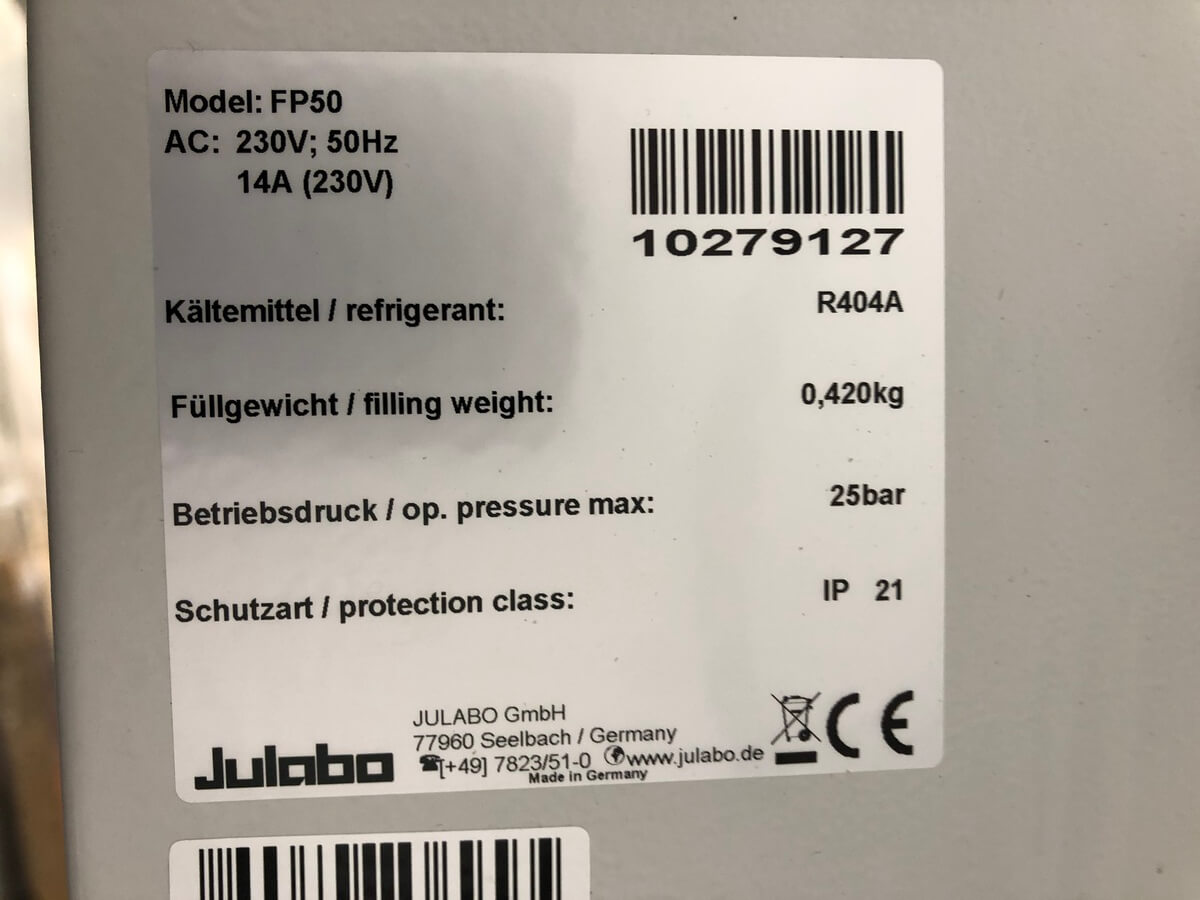 Model: FP50
AC: 230V; 50Hz
14A (230V)
10279127
Kältemittel / refrigerant: R404A
Füllgewicht / filling weight: 0,420kg
Betriebsdruck / op. pressure max: 25bar
Schutzart / protection class: IP 21
Julabo
JULABO GmbH
77960 Seelbach / Germany
☎[+49] 7823/51-0 www.julabo.de
Made in Germany
CE